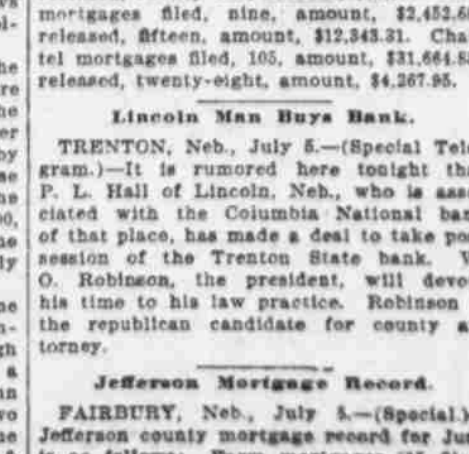 mortgages filed, nine, amount, $2,452.6
released, fifteen, amount, $12,343.31. Cha
tel mortgages filed, 105, amount, $31,664.8
released, twenty-eight, amount, $4,267.95.
Lincoln Man Buys Bank.
TRENTON, Neb., July 5.—(Special Tele
gram.)—It is rumored here tonight tha
P. L. Hall of Lincoln, Neb., who is asso
ciated with the Columbia National ban
of that place, has made a deal to take pos
session of the Trenton State bank. W
O. Robinson, the president, will devo
his time to his law practice. Robinson
the republican candidate for county a
torney.
Jefferson Mortgage Record.
FAIRBURY, Neb., July 5.—(Special.)
Jefferson county mortgage record for Ju